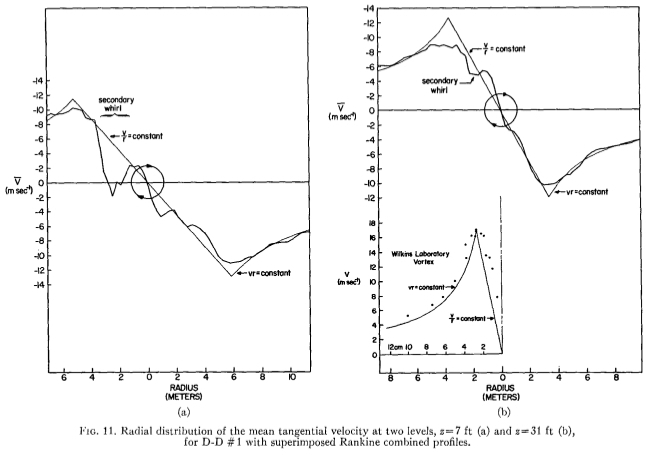 -14
-12
-10
-8
-6
-4
-2
0
-2
-4
-6
-8
-10
-12
-14
V̅
(m sec⁻¹)
secondary
whirl
v/r = constant
vr=constant
6 4 2 0 2 4 6 8 10
RADIUS
(METERS)
(a)
-14
-12
-10
-8
-6
-4
-2
0
-2
-4
-6
-8
-10
-12
V̅
(m sec⁻¹)
v/r = constant
secondary
whirl
vr=constant
18
16
14
12
10
8
6
4
2
0
V
(m sec⁻¹)
Wilkins Laboratory
Vortex
vr=constant
v/r = constant
12cm 10 8 6 4 2
8 6 4 2 0 2 4 6 8
RADIUS
(METERS)
(b)
FIG. 11. Radial distribution of the mean tangential velocity at two levels, z=7 ft (a) and z=31 ft (b),
for D-D #1 with superimposed Rankine combined profiles.